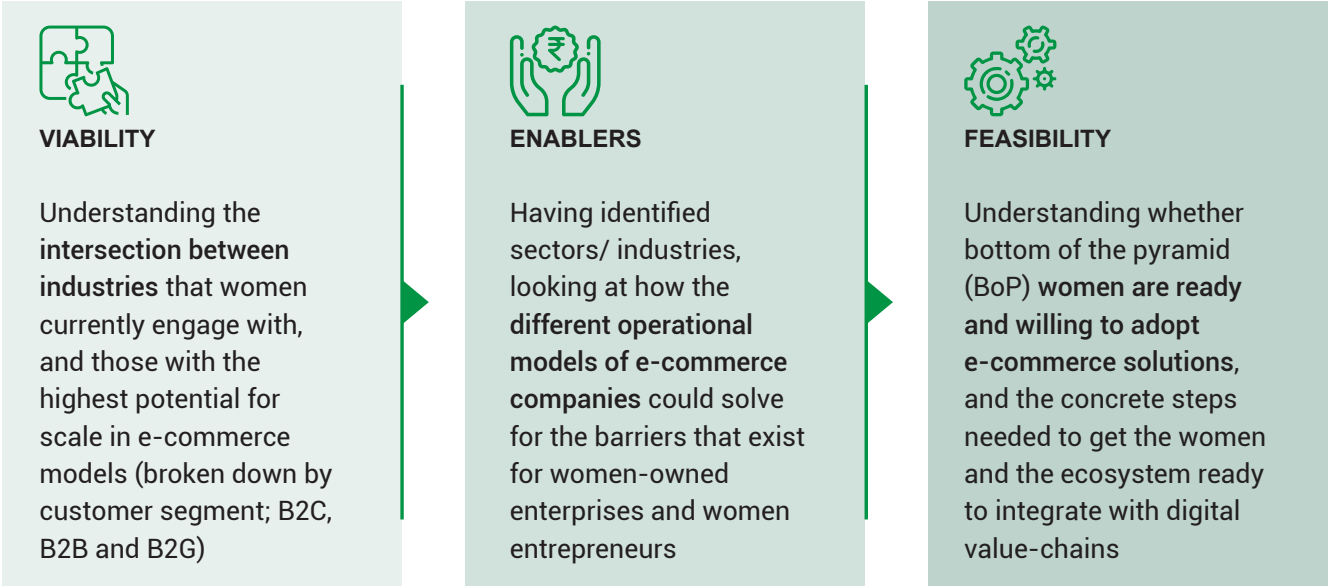 VIABILITY
Understanding the
intersection between
industries that women
currently engage with,
and those with the
highest potential for
scale in e-commerce
models (broken down by
customer segment; B2C,
B2B and B2G)
₹
ENABLERS
Having identified
sectors/ industries,
looking at how the
different operational
models of e-commerce
companies could solve
for the barriers that exist
for women-owned
enterprises and women
entrepreneurs
FEASIBILITY
Understanding whether
bottom of the pyramid
(BoP) women are ready
and willing to adopt
e-commerce solutions,
and the concrete steps
needed to get the women
and the ecosystem ready
to integrate with digital
value-chains